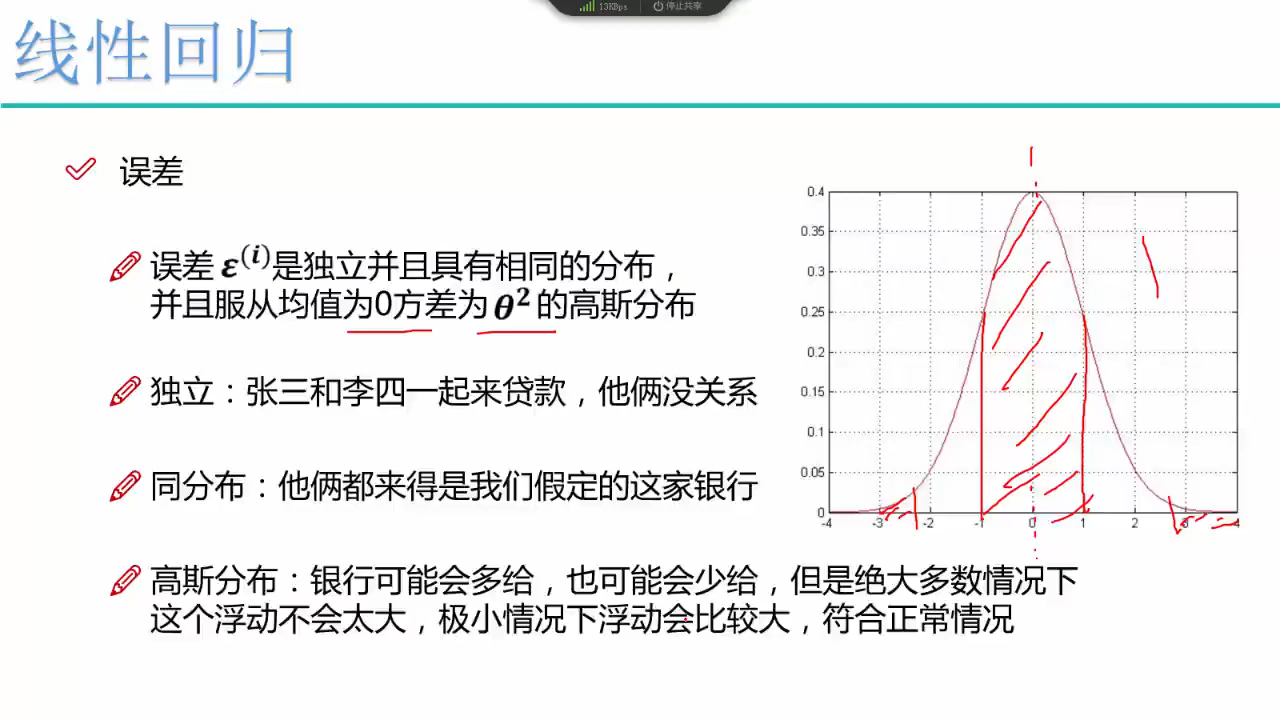 13KBps 停止共享
线性回归
误差
误差 ε⁽ⁱ⁾是独立并且具有相同的分布，
并且服从均值为0方差为 θ² 的高斯分布
独立：张三和李四一起来贷款，他俩没关系
同分布：他俩都来得是我们假定的这家银行
高斯分布：银行可能会多给，也可能会少给，但是绝大多数情况下
这个浮动不会太大，极小情况下浮动会比较大，符合正常情况
0.4
0.35
0.3
0.25
0.2
0.15
0.1
0.05
0
-4 -3 -2 -1 0 1 2 3 4